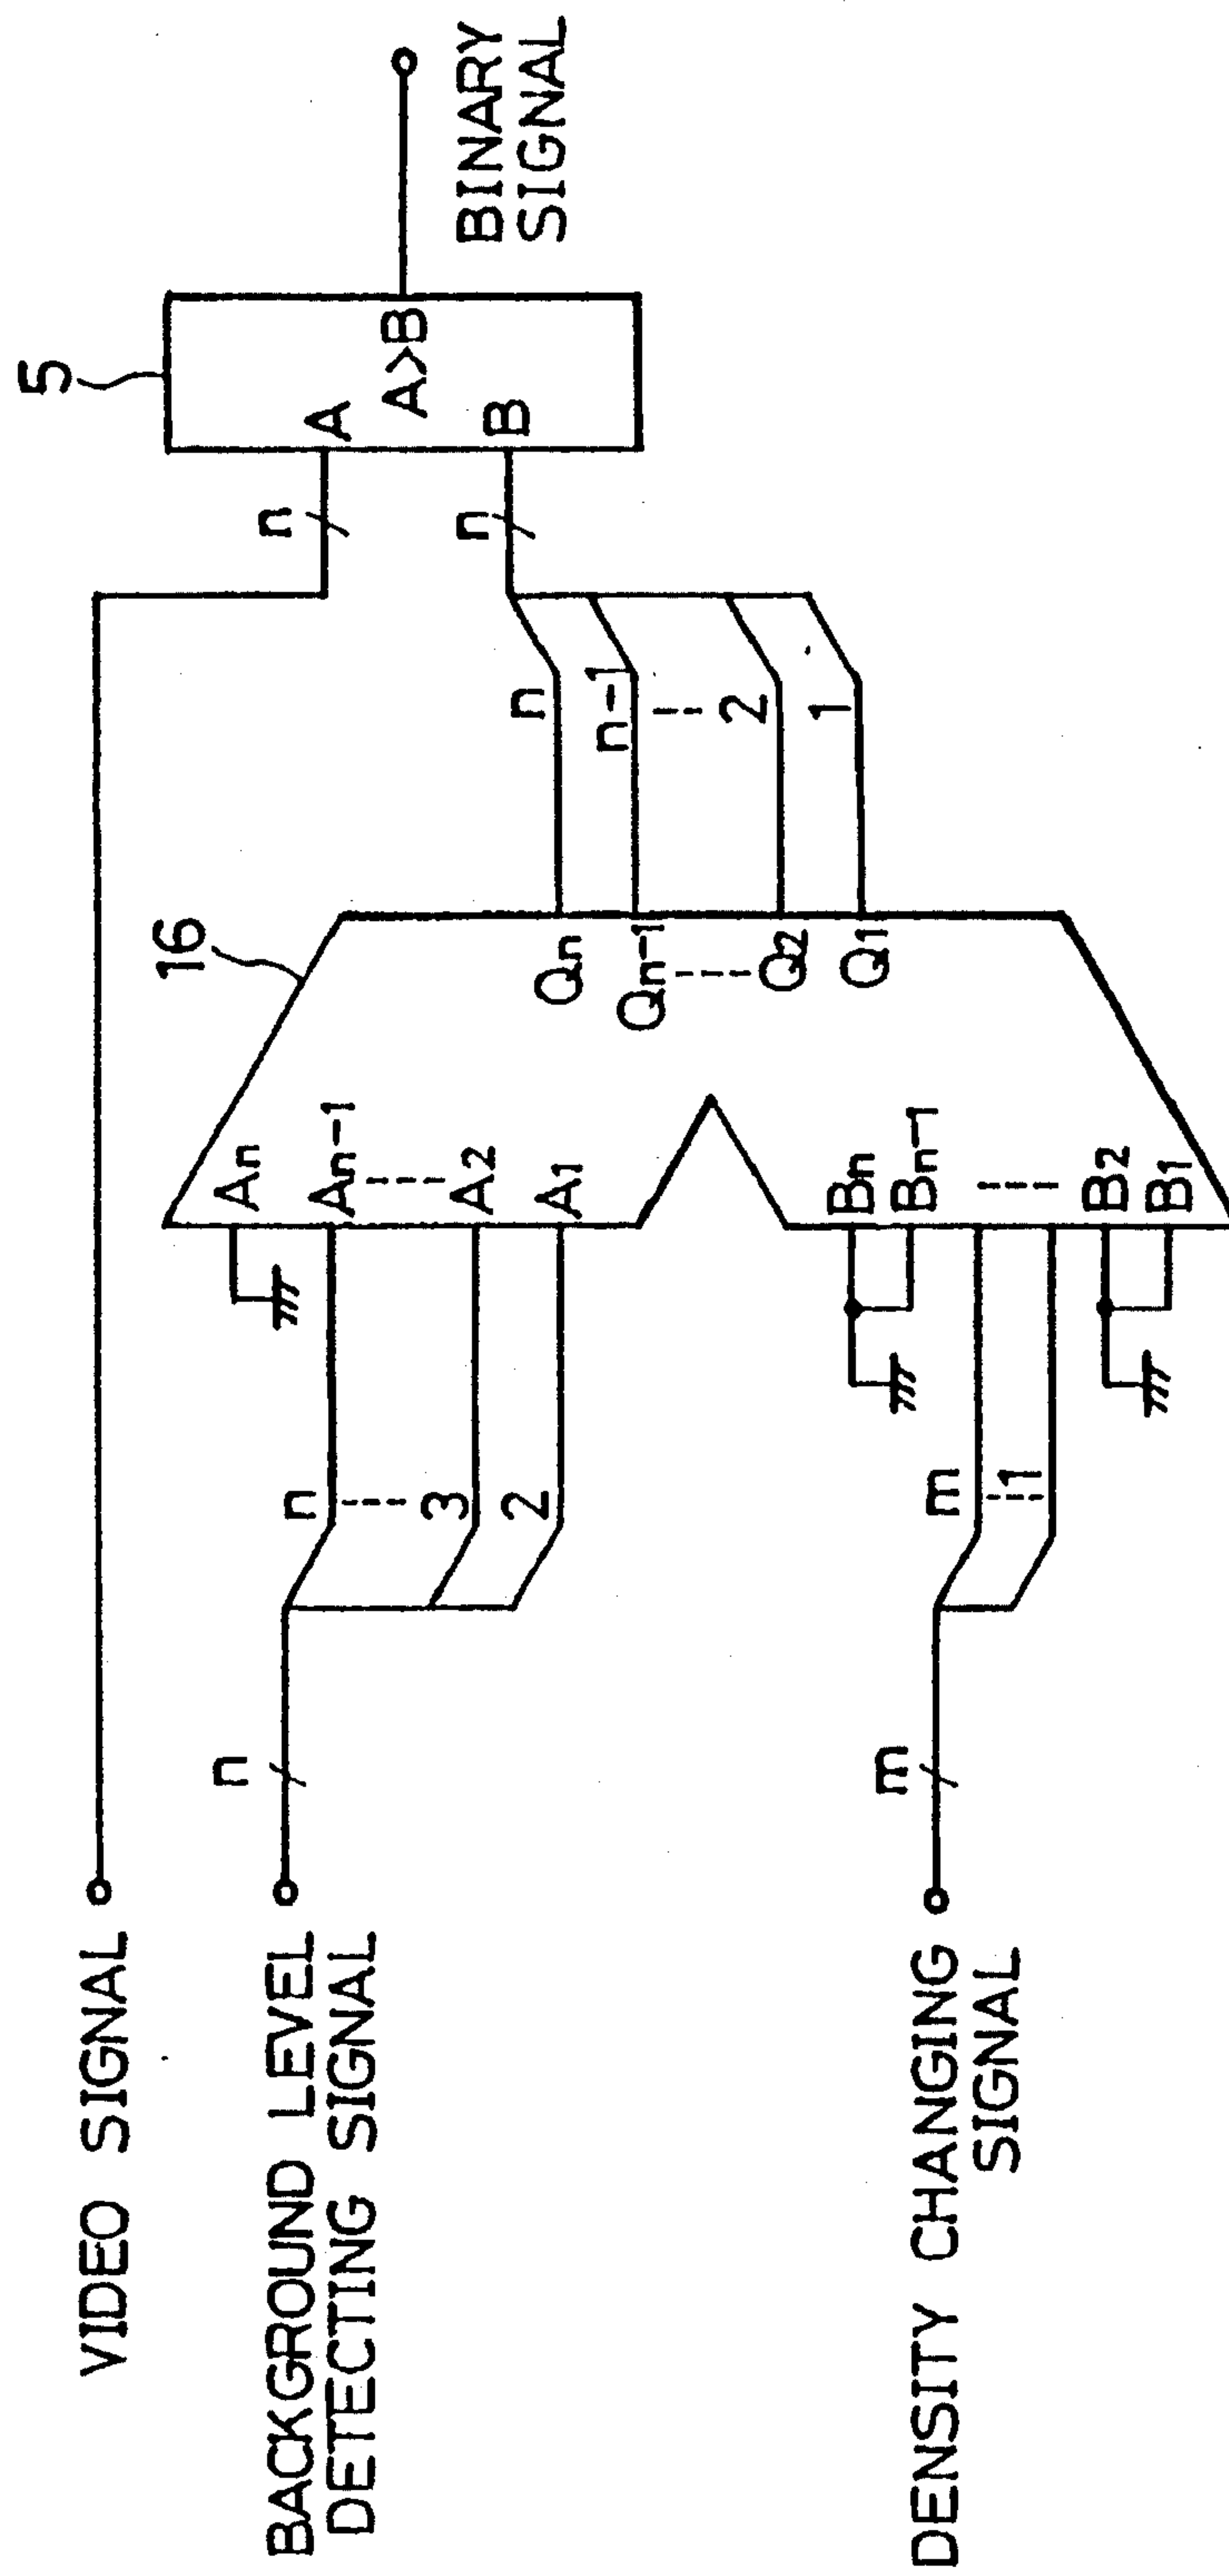 VIDEO SIGNAL
BACKGROUND LEVEL
DETECTING SIGNAL
DENSITY CHANGING
SIGNAL
n
m
n
3
2
m
1
16
An
An-1
A2
A1
Bn
Bn-1
B2
B1
Qn
Qn-1
Q2
Q1
n
n-1
2
1
n
n
5
A
A>B
B
BINARY
SIGNAL